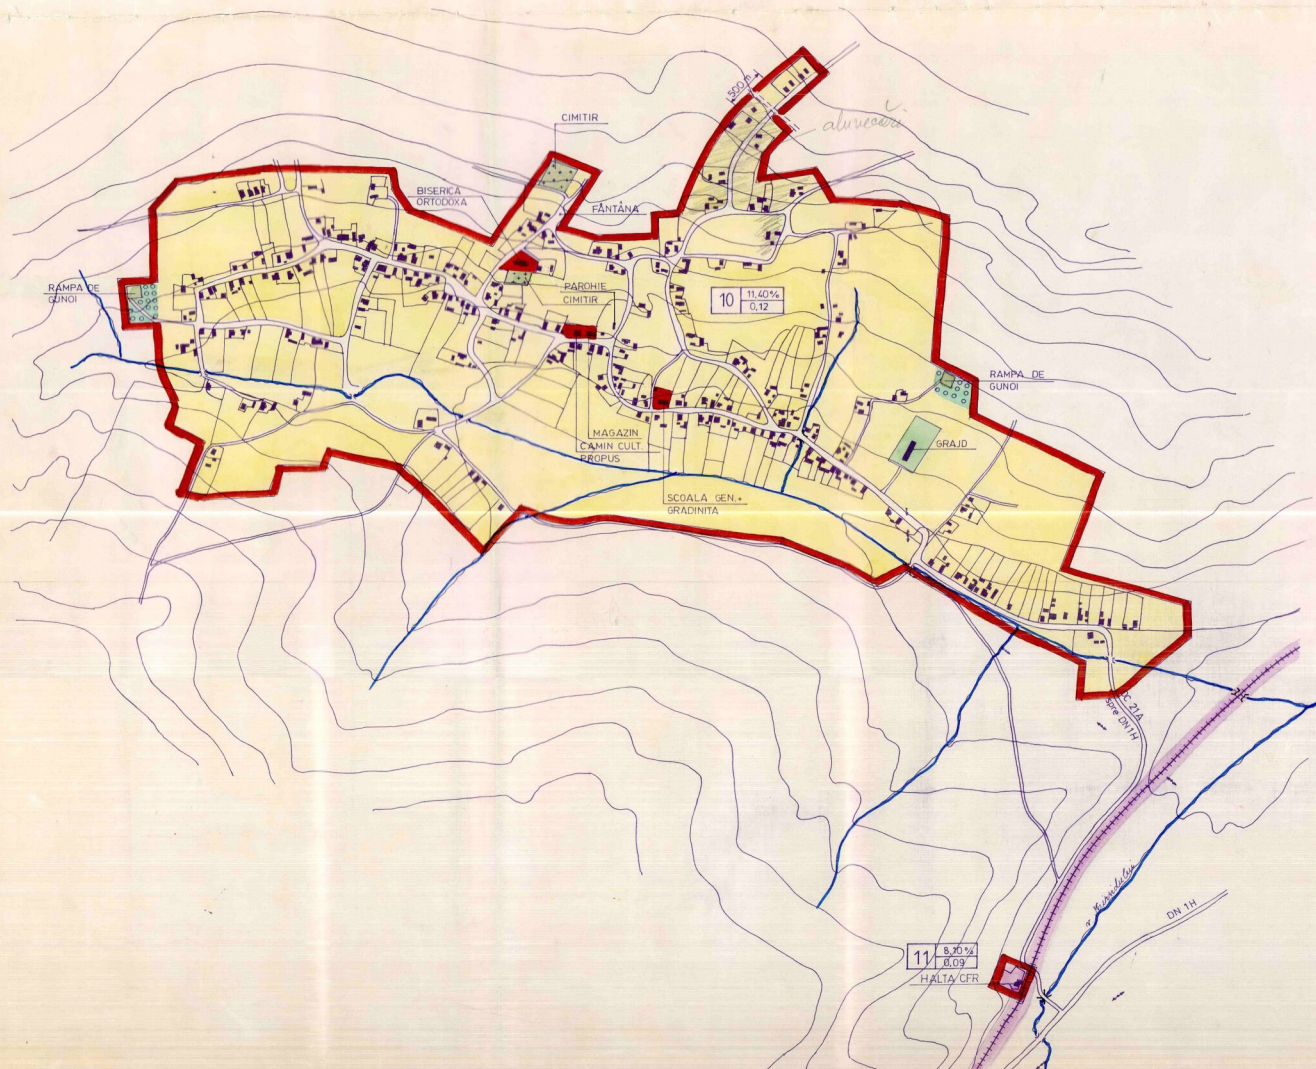 500 m
alunecări
CIMITIR
BISERICA
ORTODOXA
FÂNTÂNA
RAMPA DE
GUNOI
PAROHIE
CIMITIR
10
11,40%
0,12
RAMPA DE
GUNOI
MAGAZIN
CAMIN CULT.
PROPUS
GRAJD
SCOALA GEN.+
GRADINITA
DC 21A
spre DN1H
DN 1H
11
8,10%
0,09
HALTA CFR